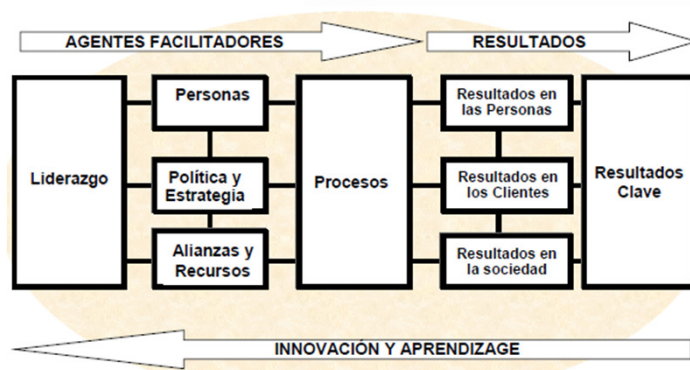 AGENTES FACILITADORES
RESULTADOS
Liderazgo
Personas
Política y
Estrategia
Alianzas y
Recursos
Procesos
Resultados en
las Personas
Resultados en
los Clientes
Resultados en
la sociedad
Resultados
Clave
INNOVACIÓN Y APRENDIZAGE